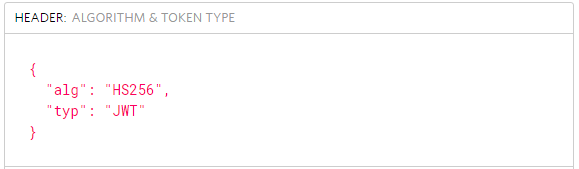 HEADER: ALGORITHM & TOKEN TYPE
{
  "alg": "HS256",
  "typ": "JWT"
}